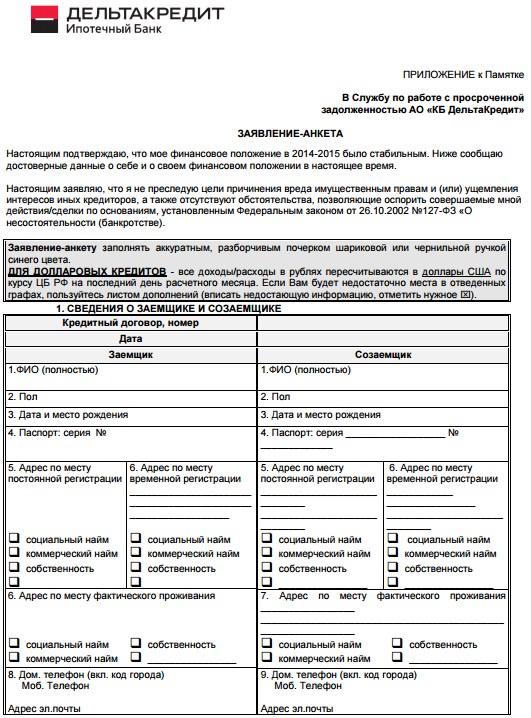 ДЕЛЬТАКРЕДИТ
Ипотечный Банк
ПРИЛОЖЕНИЕ к Памятке
В Службу по работе с просроченной
задолженностью АО «КБ ДельтаКредит»
ЗАЯВЛЕНИЕ-АНКЕТА
Настоящим подтверждаю, что мое финансовое положение в 2014-2015 было стабильным. Ниже сообщаю
достоверные данные о себе и о своем финансовом положении в настоящее время.
Настоящим заявляю, что я не преследую цели причинения вреда имущественным правам и (или) ущемления
интересов иных кредиторов, а также отсутствуют обстоятельства, позволяющие оспорить совершаемые мной
действия/сделки по основаниям, установленным Федеральным законом от 26.10.2002 №127-ФЗ «О
несостоятельности (банкротстве).
Заявление-анкету заполнять аккуратным, разборчивым почерком шариковой или чернильной ручкой
синего цвета.
ДЛЯ ДОЛЛАРОВЫХ КРЕДИТОВ - все доходы/расходы в рублях пересчитываются в доллары США по
курсу ЦБ РФ на последний день расчетного месяца. Если Вам будет недостаточно места в отведенных
графах, пользуйтесь листом дополнений (вписать недостающую информацию, отметить нужное ☒).
1. СВЕДЕНИЯ О ЗАЕМЩИКЕ И СОЗАЕМЩИКЕ
Кредитный договор, номер
Дата
Заемщик Созаемщик
1.ФИО (полностью) 1.ФИО (полностью)
2. Пол 2. Пол
3. Дата и место рождения 3. Дата и место рождения
4. Паспорт: серия № 4. Паспорт: серия __________________ №
_____________
5. Адрес по месту 6. Адрес по месту 5. Адрес по месту 6. Адрес по месту
постоянной регистрации временной регистрации постоянной регистрации временной регистрации
❑ социальный найм ❑ социальный найм ❑ социальный найм ❑ социальный найм
❑ коммерческий найм ❑ коммерческий найм ❑ коммерческий найм ❑ коммерческий найм
❑ собственность ❑ собственность ❑ собственность ❑ собственность
❑ ❑ ❑ ________________ ❑ ________________
6. Адрес по месту фактического проживания 7. Адрес по месту фактического проживания
❑ социальный найм ❑ собственность ❑ социальный найм ❑ собственность
❑ коммерческий найм ❑ ________________ ❑ коммерческий найм ❑ ________________
8. Дом. телефон (вкл. код города) 9. Дом. телефон (вкл. код города)
Моб. Телефон Моб. Телефон
Адрес эл.почты Адрес эл.почты